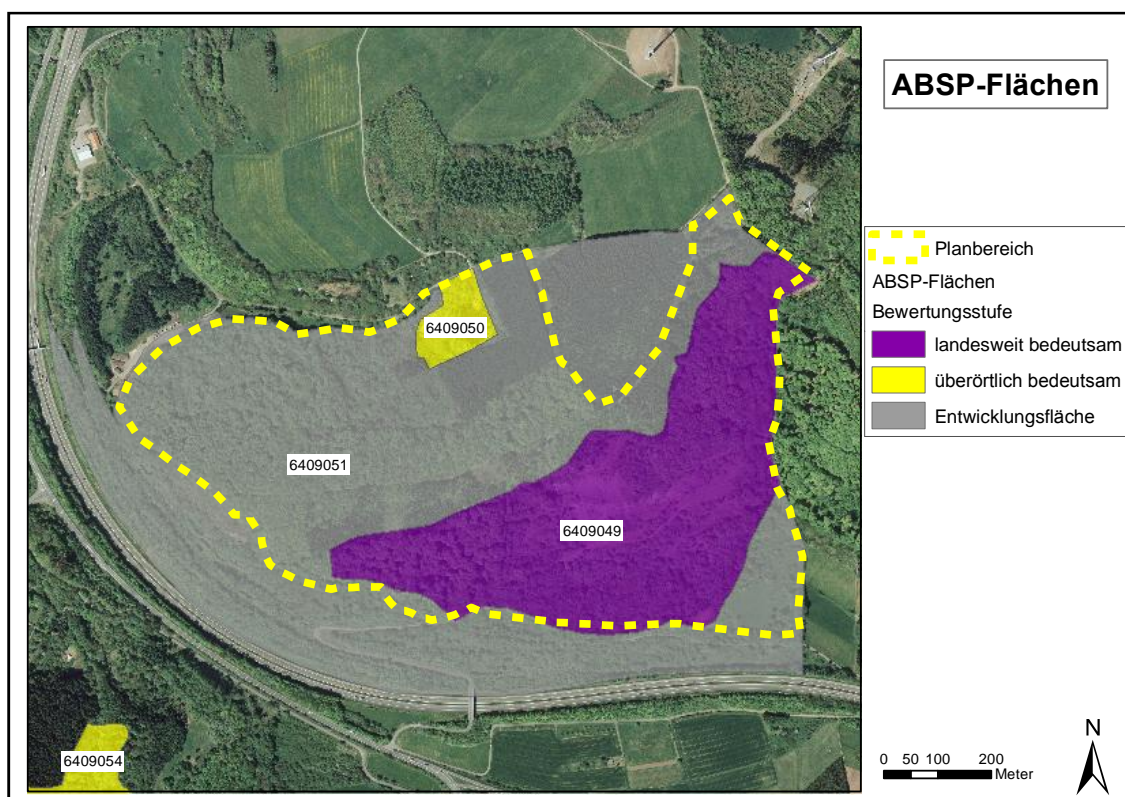 ABSP-Flächen
Planbereich
ABSP-Flächen
Bewertungsstufe
landesweit bedeutsam
überörtlich bedeutsam
Entwicklungsfläche
6409050
6409051
6409049
6409054
N
0 50 100 200
Meter